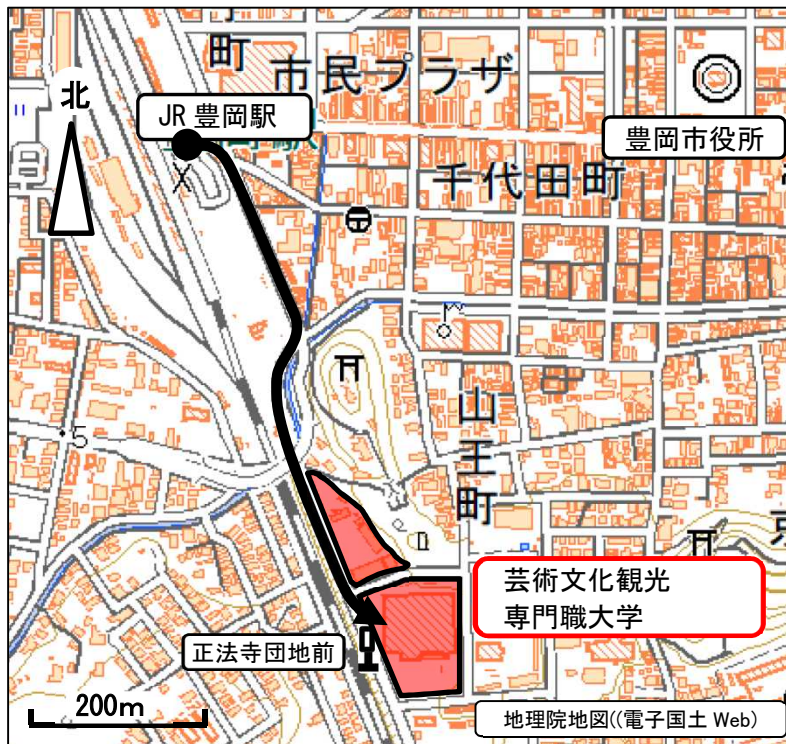 市民プラザ
町
北
JR 豊岡駅
豊岡市役所
千代田町
山王町
5
京
芸術文化観光
専門職大学
正法寺団地前
200m
地理院地図((電子国土 Web)